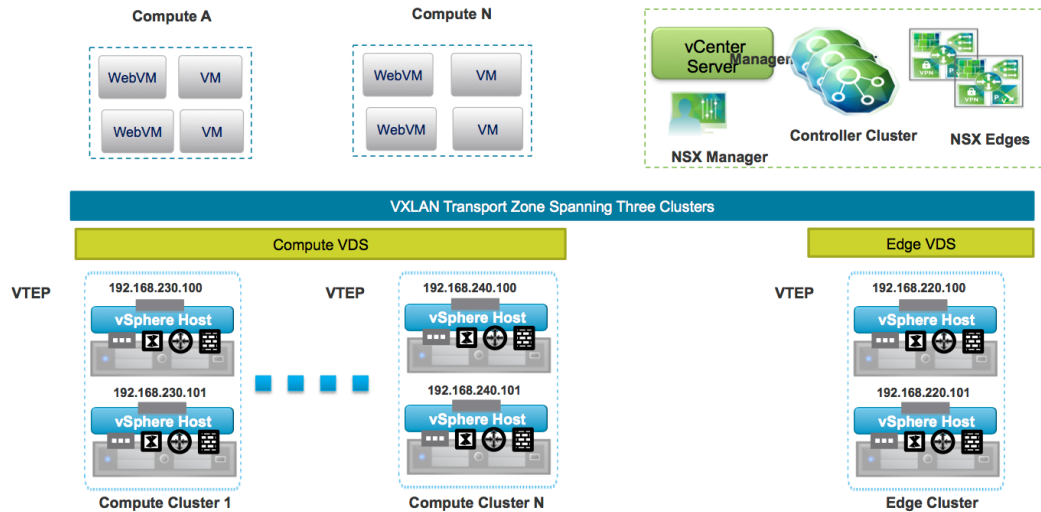 Compute A
Compute N
WebVM
VM
WebVM
VM
WebVM
VM
WebVM
VM
vCenter
Server
Managem
NSX Manager
Controller Cluster
VPN
P
VPN
P
NSX Edges
VXLAN Transport Zone Spanning Three Clusters
Compute VDS
Edge VDS
VTEP
192.168.230.100
vSphere Host
192.168.230.101
vSphere Host
Compute Cluster 1
VTEP
192.168.240.100
vSphere Host
192.168.240.101
vSphere Host
Compute Cluster N
VTEP
192.168.220.100
vSphere Host
192.168.220.101
vSphere Host
Edge Cluster